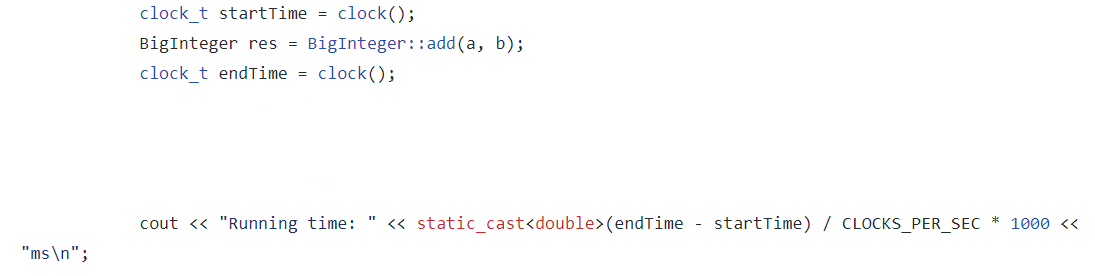 clock_t startTime = clock();
BigInteger res = BigInteger::add(a, b);
clock_t endTime = clock();
cout << "Running time: " << static_cast<double>(endTime - startTime) / CLOCKS_PER_SEC * 1000 <<
"ms\n";